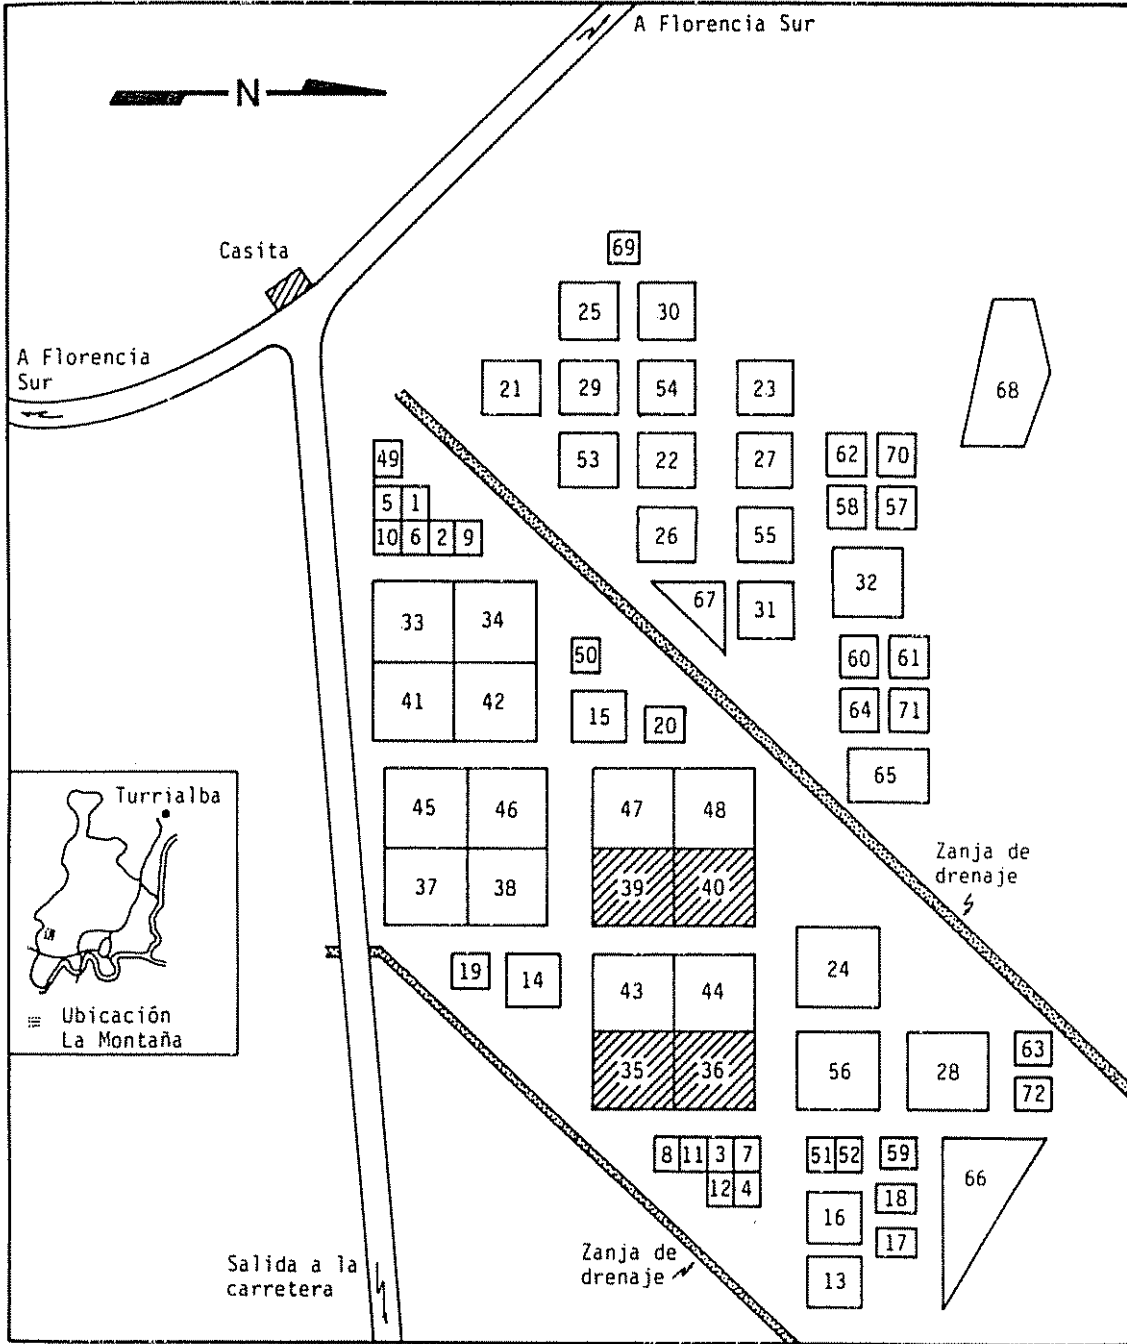 A Florencia Sur
N
Casita
A Florencia
Sur
69
25 30
21 29 54 23
68
49 53 22 27 62 70
5 1
58 57
10 6 2 9
26 55
32
33 34
67 31
50
60 61
41 42
15 20
64 71
65
Turrialba
45 46 47 48
37 38 39 40
Zanja de
drenaje
19 14 43 44 24
Ubicación
La Montaña
35 36 56 28 63
72
8 11 3 7 51 52 59
12 4
66
16 18
17
13
Salida a la
carretera
Zanja de
drenaje